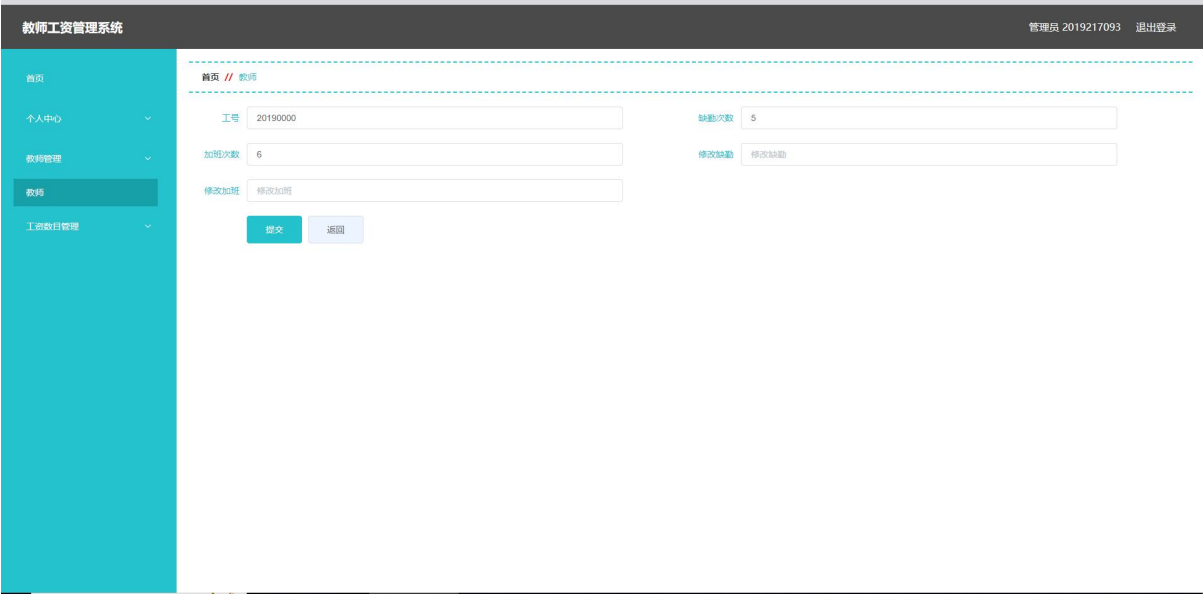 教师工资管理系统
管理员 2019217093 退出登录
首页
个人中心
教师管理
教师
工资数目管理
首页 // 教师
工号 20190000
缺勤次数 5
加班次数 6
修改缺勤 修改缺勤
修改加班 修改加班
提交 返回